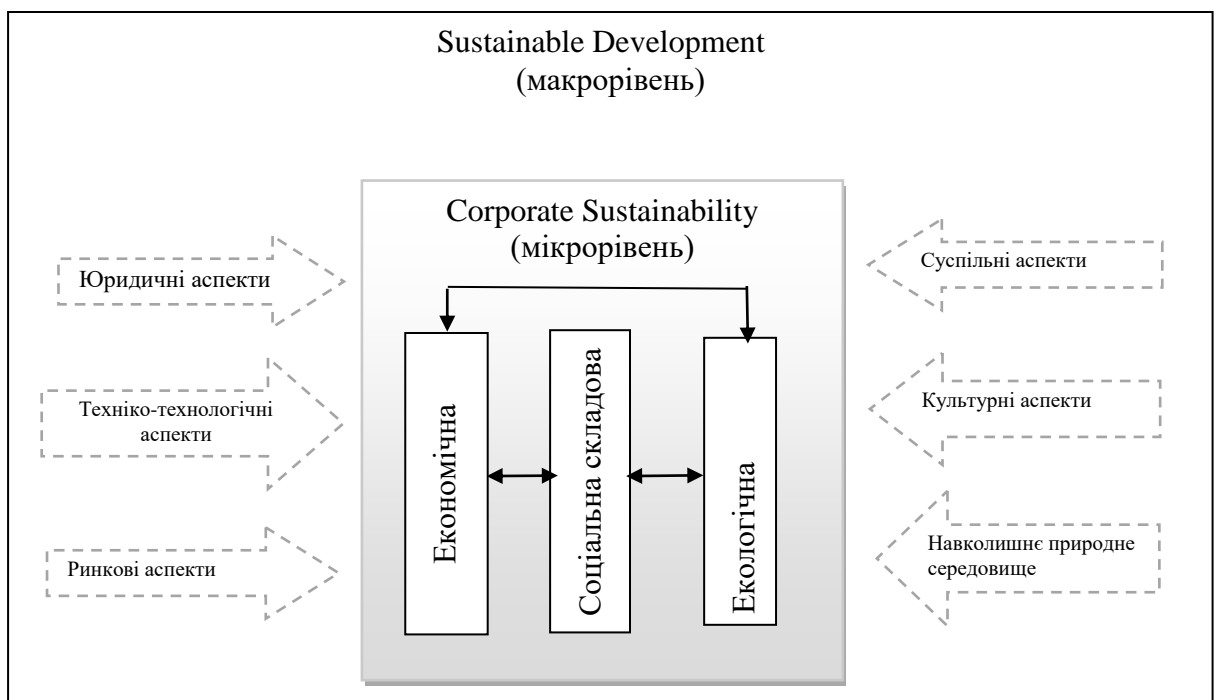 Sustainable Development
(макрорівень)
Corporate Sustainability
(мікрорівень)
Юридичні аспекти
Техніко-технологічні
аспекти
Ринкові аспекти
Економічна
Соціальна складова
Екологічна
Суспільні аспекти
Культурні аспекти
Навколишнє природне
середовище